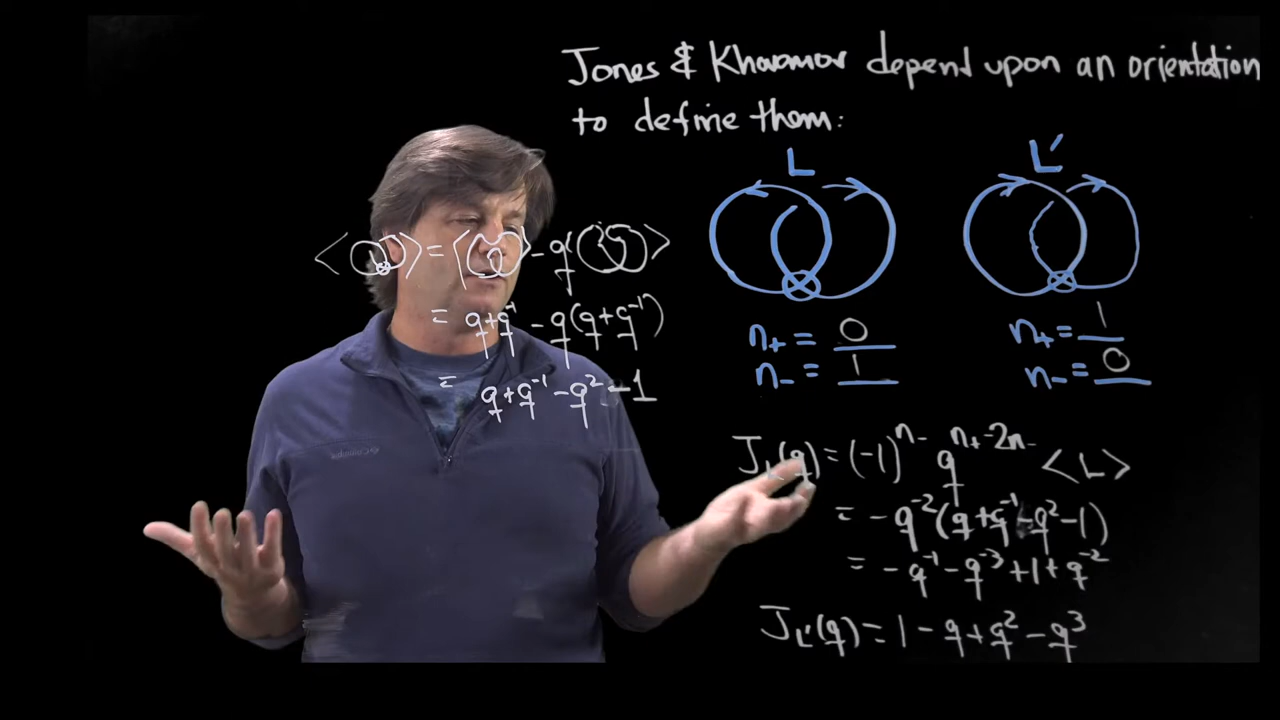 Jones & Khovanov depend upon an orientation
to define them:
L
L′
n₊ = 0
n₋ = 1
n₊ = 1
n₋ = 0
= q+q⁻¹ - q(q+q⁻¹)
= q+q⁻¹-q²-1
J_L(q) = (-1)^{n₋} q^{n₊-2n₋} <L>
= -q⁻²(q+q⁻¹-q²-1)
= -q⁻¹-q⁻³+1+q⁻²
J_L′(q) = 1-q+q²-q³
Columbia